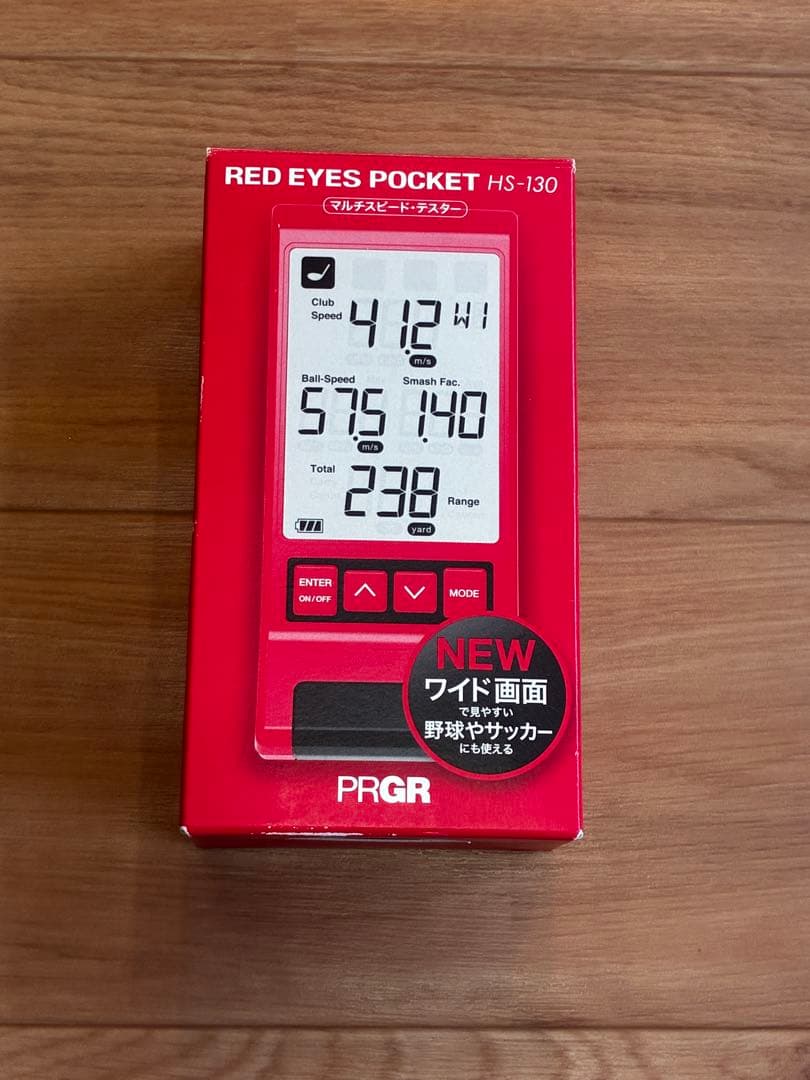 RED EYES POCKET HS-130
マルチスピード・テスター
Club
Speed 41.2 W1
m/s
Ball-Speed Smash Fac.
57.5 1.40
m/s
Total 238 Range
yard
ENTER
ON/OFF
MODE
NEW
ワイド画面
で見やすい
野球やサッカー
にも使える
PRGR